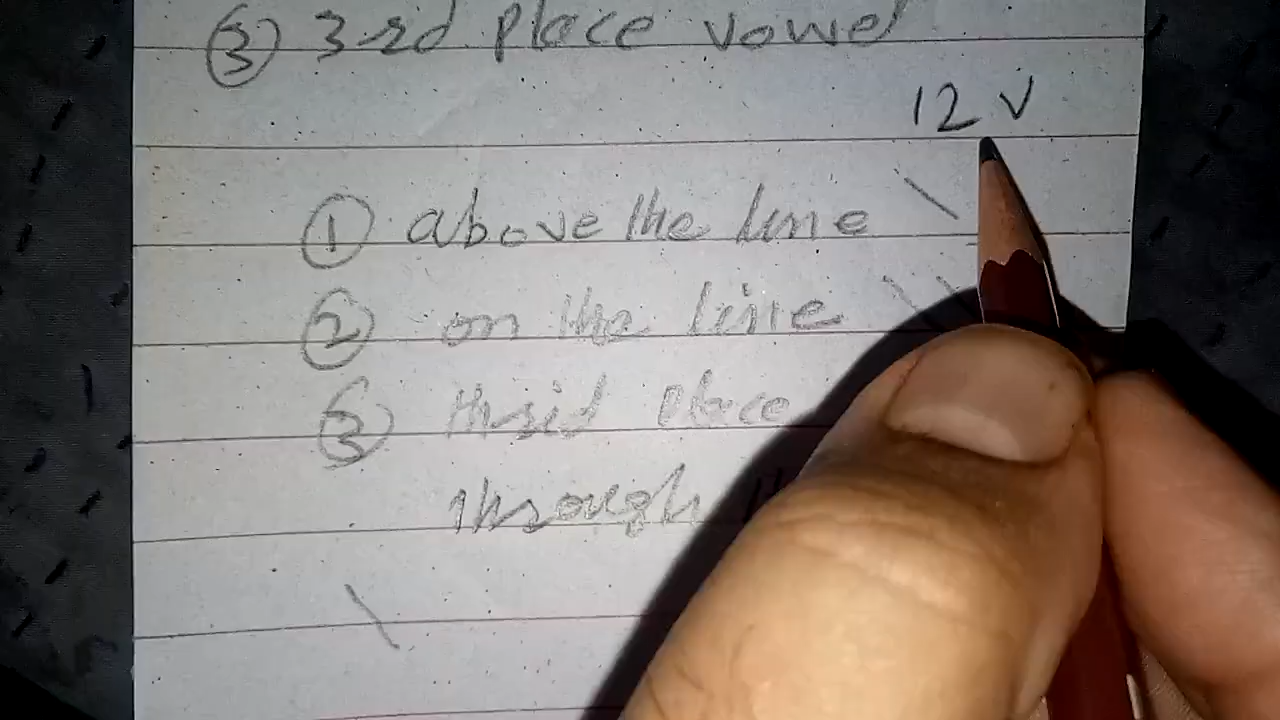 ③ 3rd place vowel
12 V
① above the line
② on the line
③ third place
through